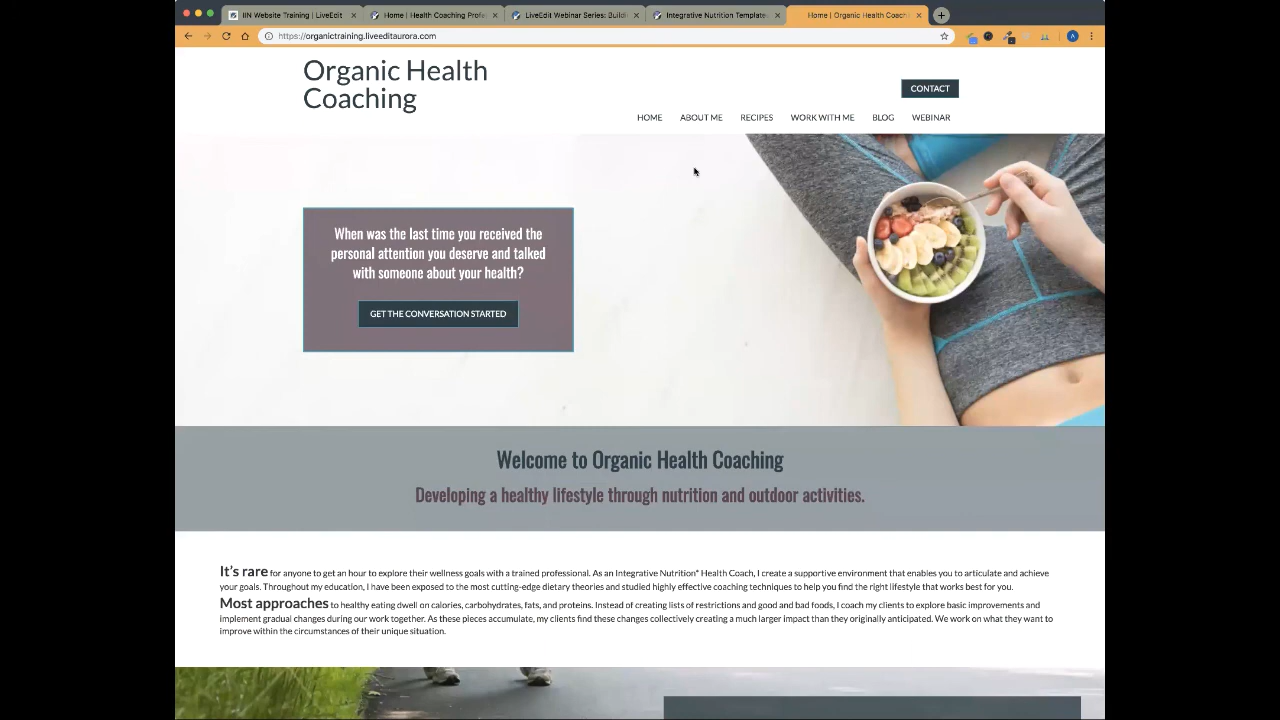 IIN Website Training | LiveEdit
Home | Health Coaching Profe
LiveEdit Webinar Series: Buildi
Integrative Nutrition Template
Home | Organic Health Coach
https://organictraining.liveeditaurora.com
Organic Health
Coaching
CONTACT
HOME ABOUT ME RECIPES WORK WITH ME BLOG WEBINAR
When was the last time you received the
personal attention you deserve and talked
with someone about your health?
GET THE CONVERSATION STARTED
Welcome to Organic Health Coaching
Developing a healthy lifestyle through nutrition and outdoor activities.
It's rare for anyone to get an hour to explore their wellness goals with a trained professional. As an Integrative Nutrition® Health Coach, I create a supportive environment that enables you to articulate and achieve
your goals. Throughout my education, I have been exposed to the most cutting-edge dietary theories and studied highly effective coaching techniques to help you find the right lifestyle that works best for you.
Most approaches to healthy eating dwell on calories, carbohydrates, fats, and proteins. Instead of creating lists of restrictions and good and bad foods, I coach my clients to explore basic improvements and
implement gradual changes during our work together. As these pieces accumulate, my clients find these changes collectively creating a much larger impact than they originally anticipated. We work on what they want to
improve within the circumstances of their unique situation.